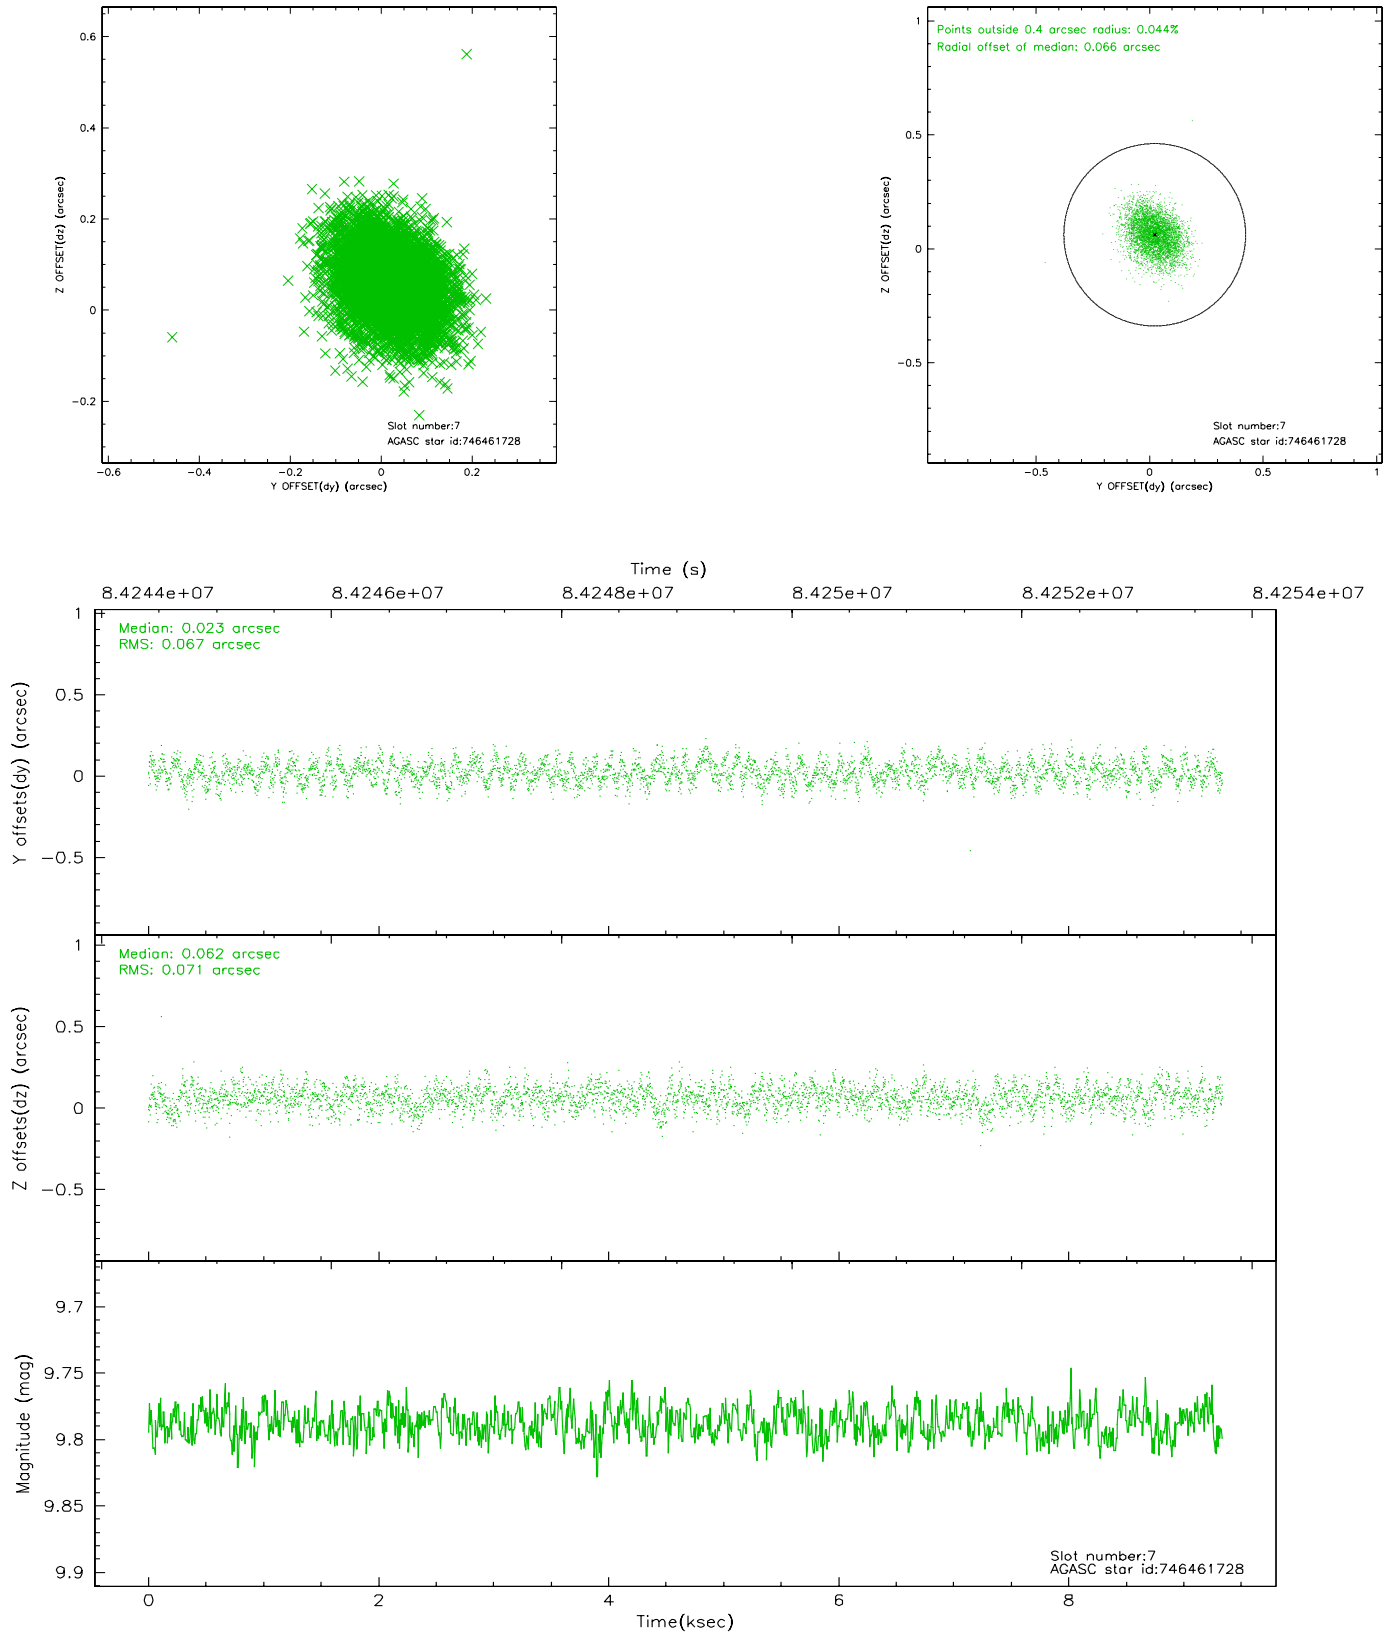 0.6
0.4
0.2
0
-0.2
Z OFFSET(dz) (arcsec)
-0.6
-0.4
-0.2
0
0.2
Y OFFSET(dy) (arcsec)
Slot number:7
AGASC star id:746461728
Points outside 0.4 arcsec radius: 0.044%
Radial offset of median: 0.066 arcsec
1
0.5
0
-0.5
Z OFFSET(dz) (arcsec)
-0.5
0
0.5
1
Y OFFSET(dy) (arcsec)
Slot number:7
AGASC star id:746461728
Time (s)
8.4244e+07
8.4246e+07
8.4248e+07
8.425e+07
8.4252e+07
8.4254e+07
Median: 0.023 arcsec
RMS: 0.067 arcsec
1
0.5
0
-0.5
Y offsets(dy) (arcsec)
Median: 0.062 arcsec
RMS: 0.071 arcsec
1
0.5
0
-0.5
Z offsets(dz) (arcsec)
9.7
9.75
9.8
9.85
9.9
Magnitude (mag)
Slot number:7
AGASC star id:746461728
0
2
4
6
8
Time(ksec)